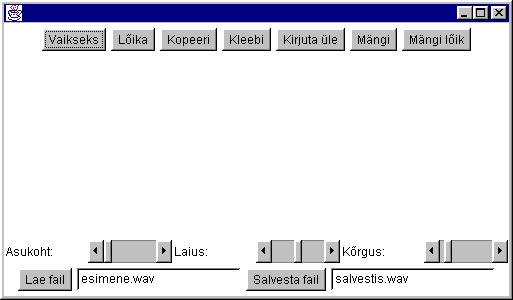 Vaikseks Lõika Kopeeri Kleebi Kirjuta üle Mängi Mängi lõik
Asukoht: Laius: Kõrgus:
Lae fail esimene.wav Salvesta fail salvestis.wav